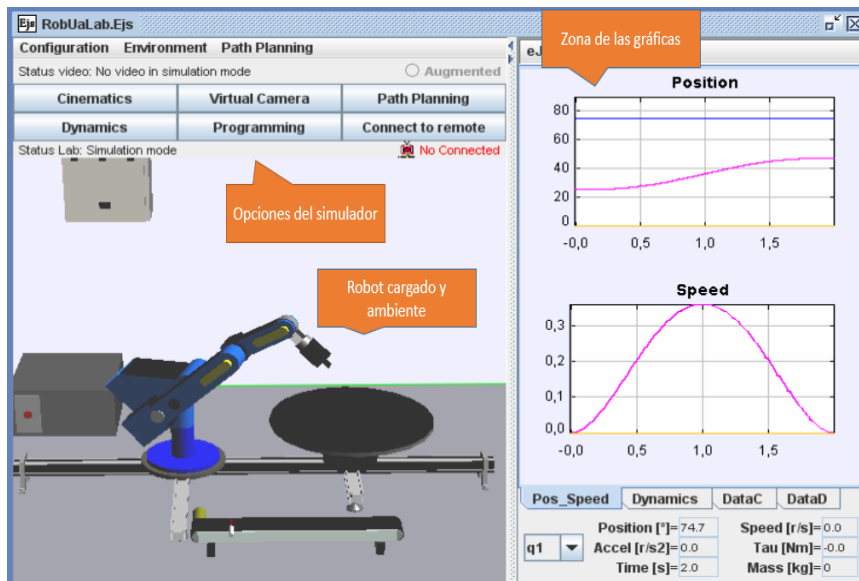 RobUaLab.Ejs
Configuration Environment Path Planning
Status video: No video in simulation mode
Augmented
Cinematics Virtual Camera Path Planning
Dynamics Programming Connect to remote
Status Lab: Simulation mode
No Connected
Opciones del simulador
Robot cargado y
ambiente
eJ
Zona de las gráficas
Position
80
60
40
20
0
-0,0 0,5 1,0 1,5
Speed
0,3
0,2
0,1
0,0
-0,0 0,5 1,0 1,5
Pos_Speed Dynamics DataC DataD
q1
Position [°]= 74.7 Speed [r/s]= 0.0
Accel [r/s2]= 0.0 Tau [Nm]= -0.0
Time [s]= 2.0 Mass [kg]= 0